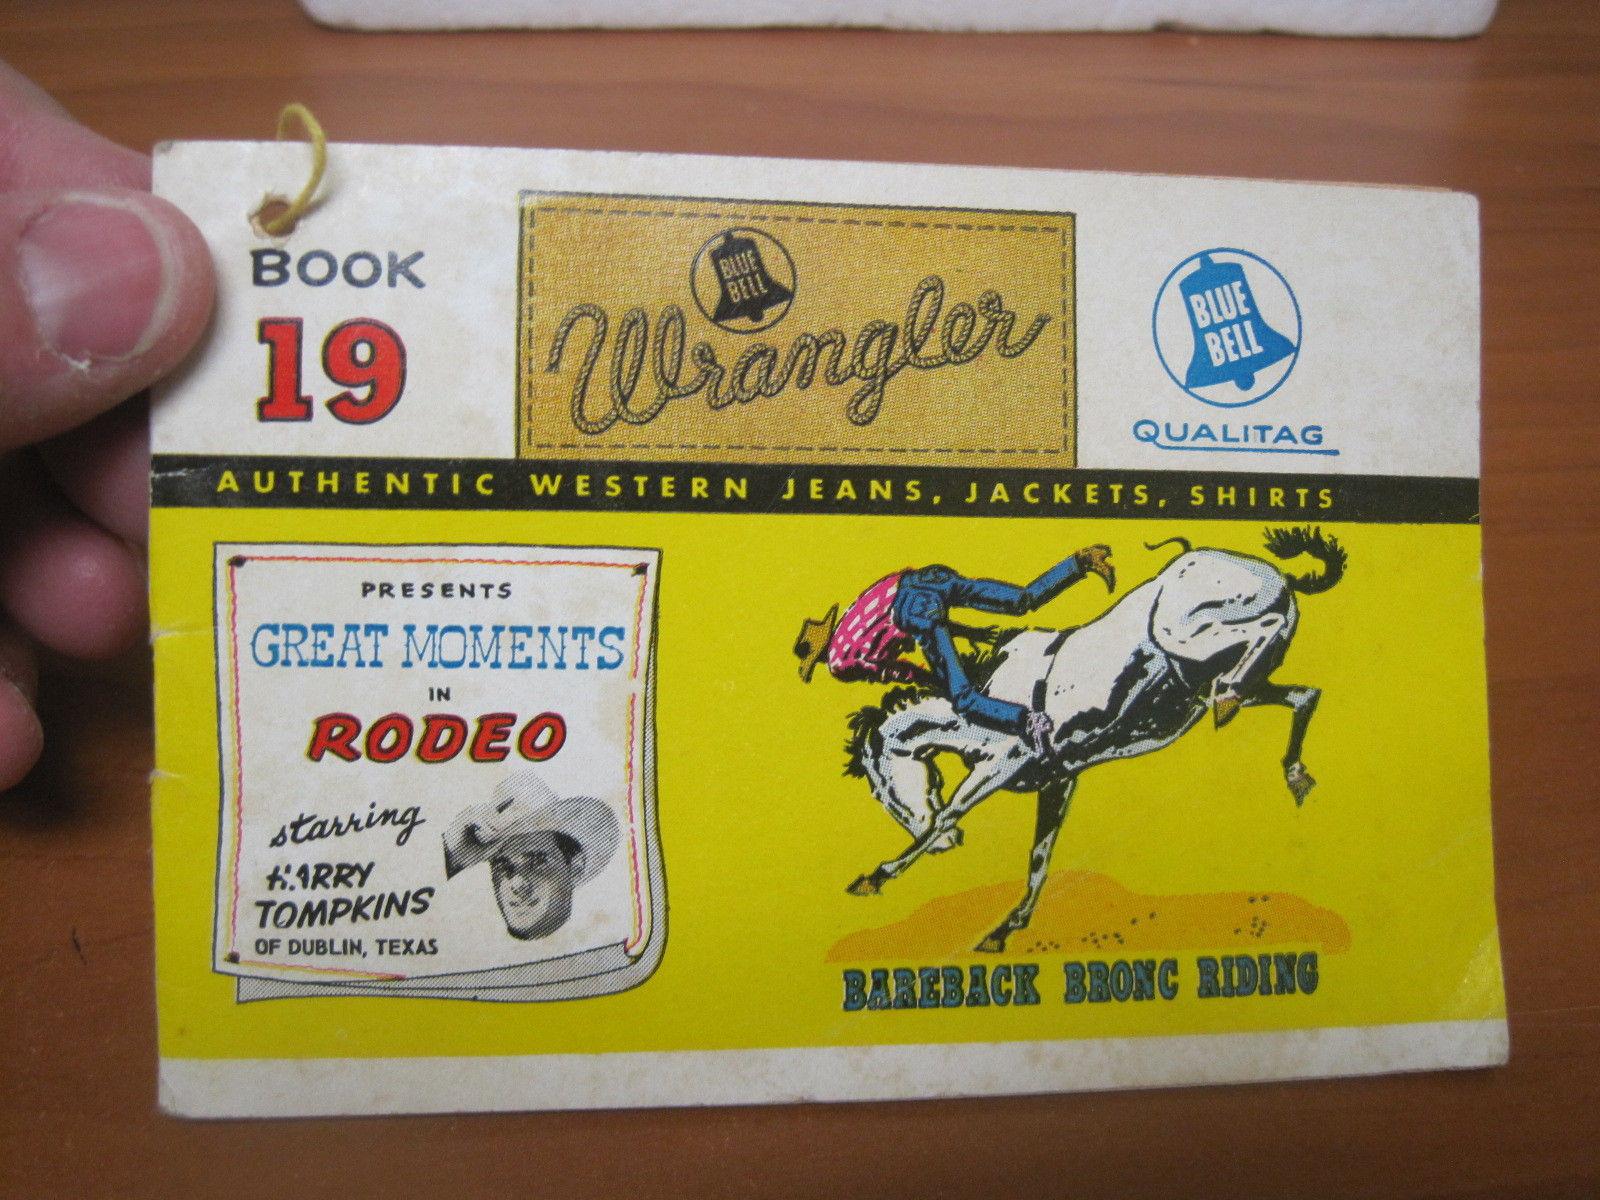 BOOK
19
BLUE
BELL
Wrangler
BLUE
BELL
QUALITAG
AUTHENTIC WESTERN JEANS, JACKETS, SHIRTS
PRESENTS
GREAT MOMENTS
IN
RODEO
starring
HARRY
TOMPKINS
OF DUBLIN, TEXAS
BAREBACK BRONC RIDING